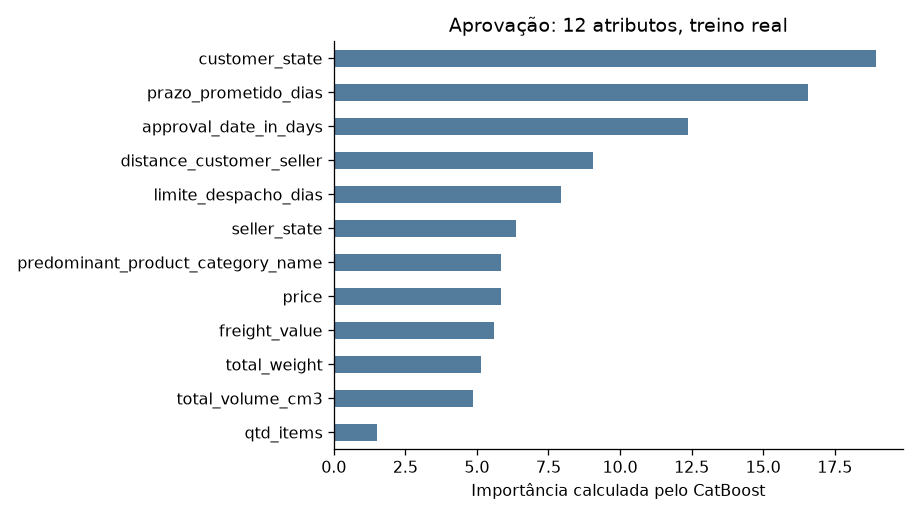 Aprovação: 12 atributos, treino real
customer_state
prazo_prometido_dias
approval_date_in_days
distance_customer_seller
limite_despacho_dias
seller_state
predominant_product_category_name
price
freight_value
total_weight
total_volume_cm3
qtd_items
0.0 2.5 5.0 7.5 10.0 12.5 15.0 17.5
Importância calculada pelo CatBoost